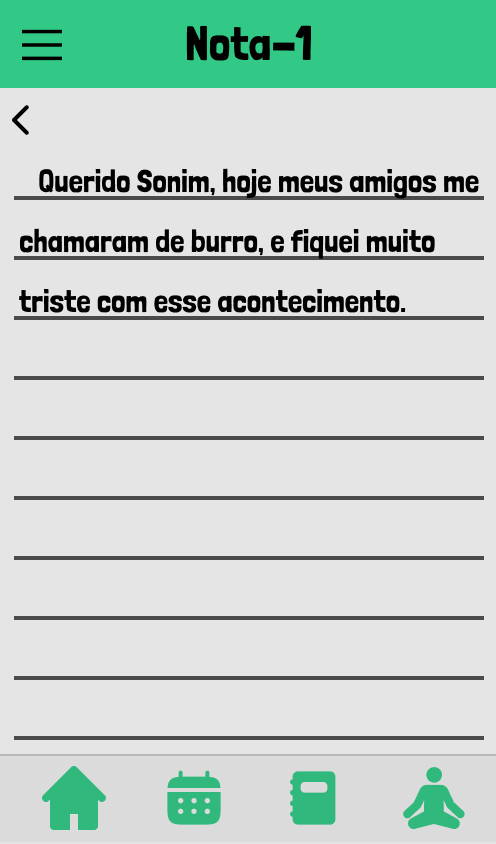 Nota-1
Querido Sonim, hoje meus amigos me
chamaram de burro, e fiquei muito
triste com esse acontecimento.